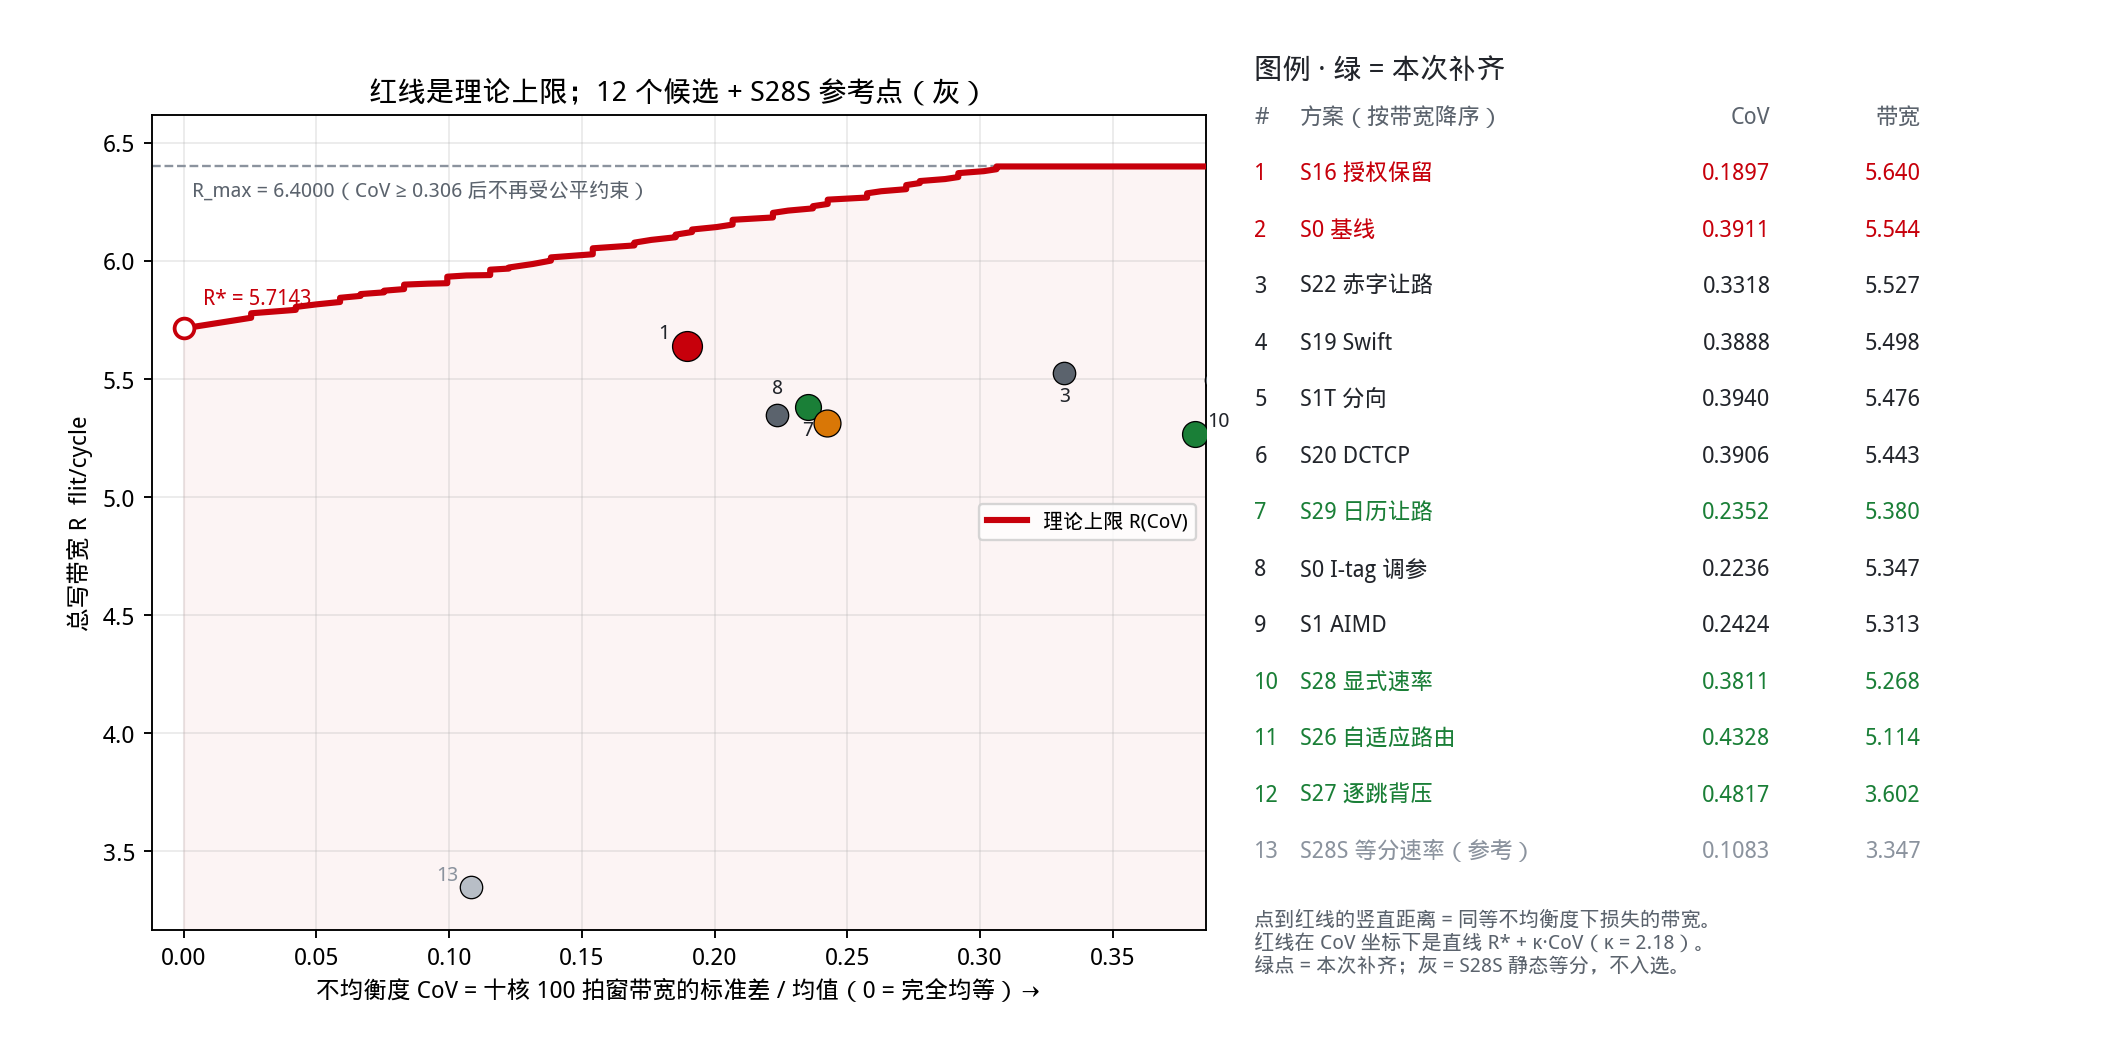 红线是理论上限；12 个候选 + S28S 参考点（灰）
6.5
6.0
5.5
5.0
4.5
4.0
3.5
总写带宽 R flit/cycle
R_max = 6.4000（CoV ≥ 0.306 后不再受公平约束）
R* = 5.7143
1
8
7
3
10
13
理论上限 R(CoV)
0.00 0.05 0.10 0.15 0.20 0.25 0.30 0.35
不均衡度 CoV = 十核 100 拍窗带宽的标准差 / 均值（0 = 完全均等）→
图例 · 绿 = 本次补齐
# 方案（按带宽降序） CoV 带宽
1 S16 授权保留 0.1897 5.640
2 S0 基线 0.3911 5.544
3 S22 赤字让路 0.3318 5.527
4 S19 Swift 0.3888 5.498
5 S1T 分向 0.3940 5.476
6 S20 DCTCP 0.3906 5.443
7 S29 日历让路 0.2352 5.380
8 S0 I-tag 调参 0.2236 5.347
9 S1 AIMD 0.2424 5.313
10 S28 显式速率 0.3811 5.268
11 S26 自适应路由 0.4328 5.114
12 S27 逐跳背压 0.4817 3.602
13 S28S 等分速率（参考） 0.1083 3.347
点到红线的竖直距离 = 同等不均衡度下损失的带宽。
红线在 CoV 坐标下是直线 R* + κ·CoV（κ = 2.18）。
绿点 = 本次补齐；灰 = S28S 静态等分，不入选。